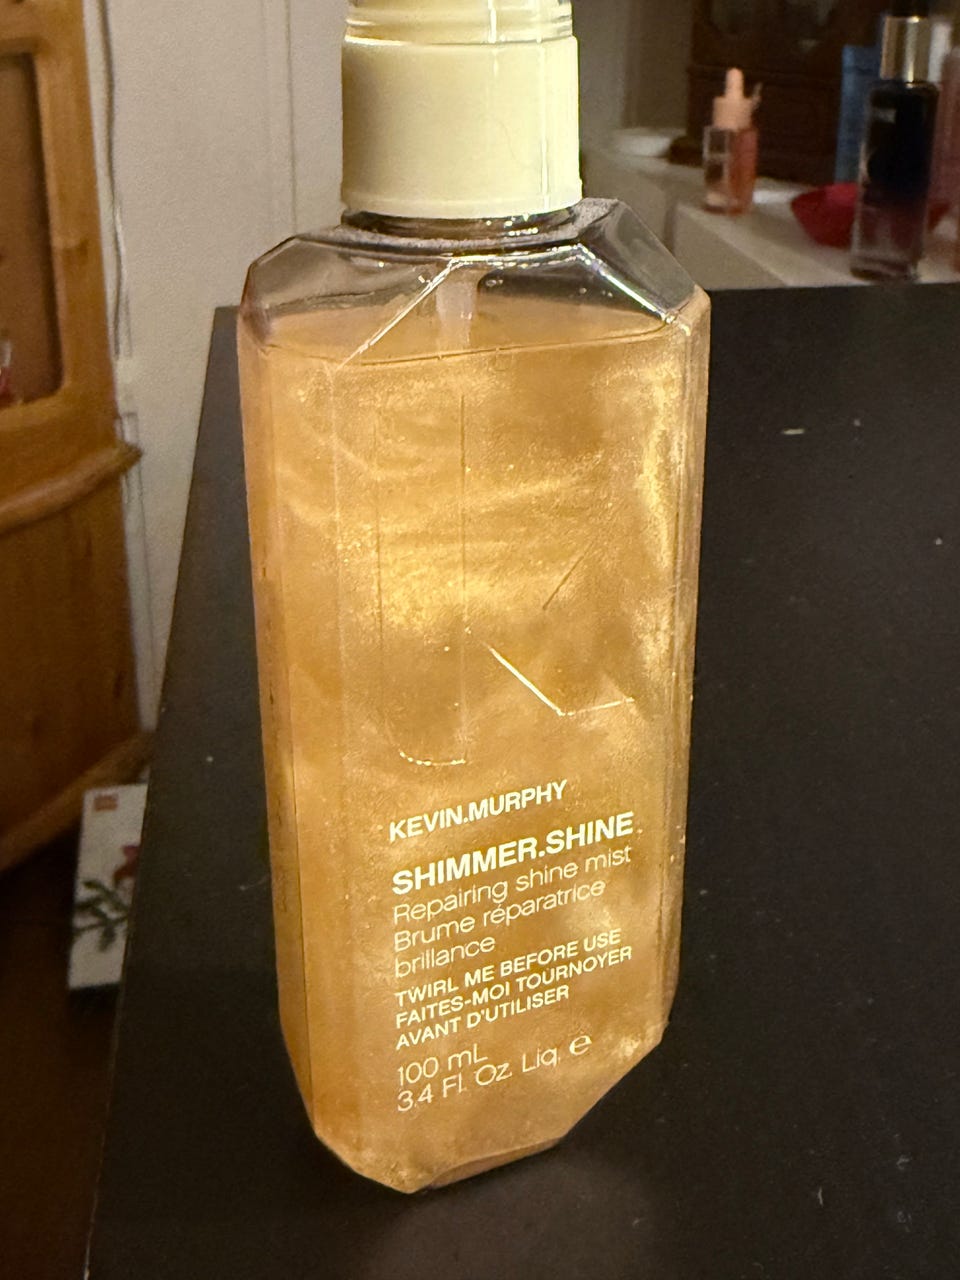 KEVIN.MURPHY
SHIMMER.SHINE
Repairing shine mist
Brume réparatrice
brillance
TWIRL ME BEFORE USE
FAITES-MOI TOURNOYER
AVANT D'UTILISER
100 mL
3.4 Fl. Oz. Liq. ℮